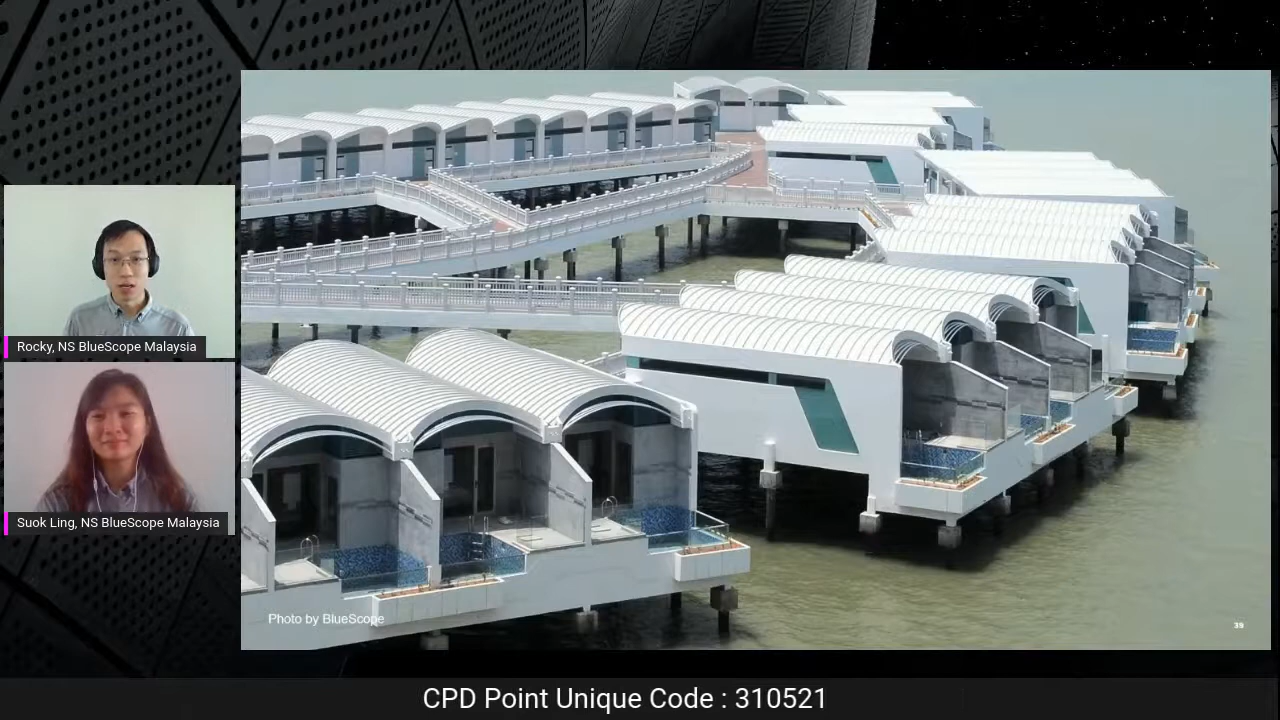 Rocky, NS BlueScope Malaysia
Suok Ling, NS BlueScope Malaysia
Photo by BlueScope
39
CPD Point Unique Code : 310521